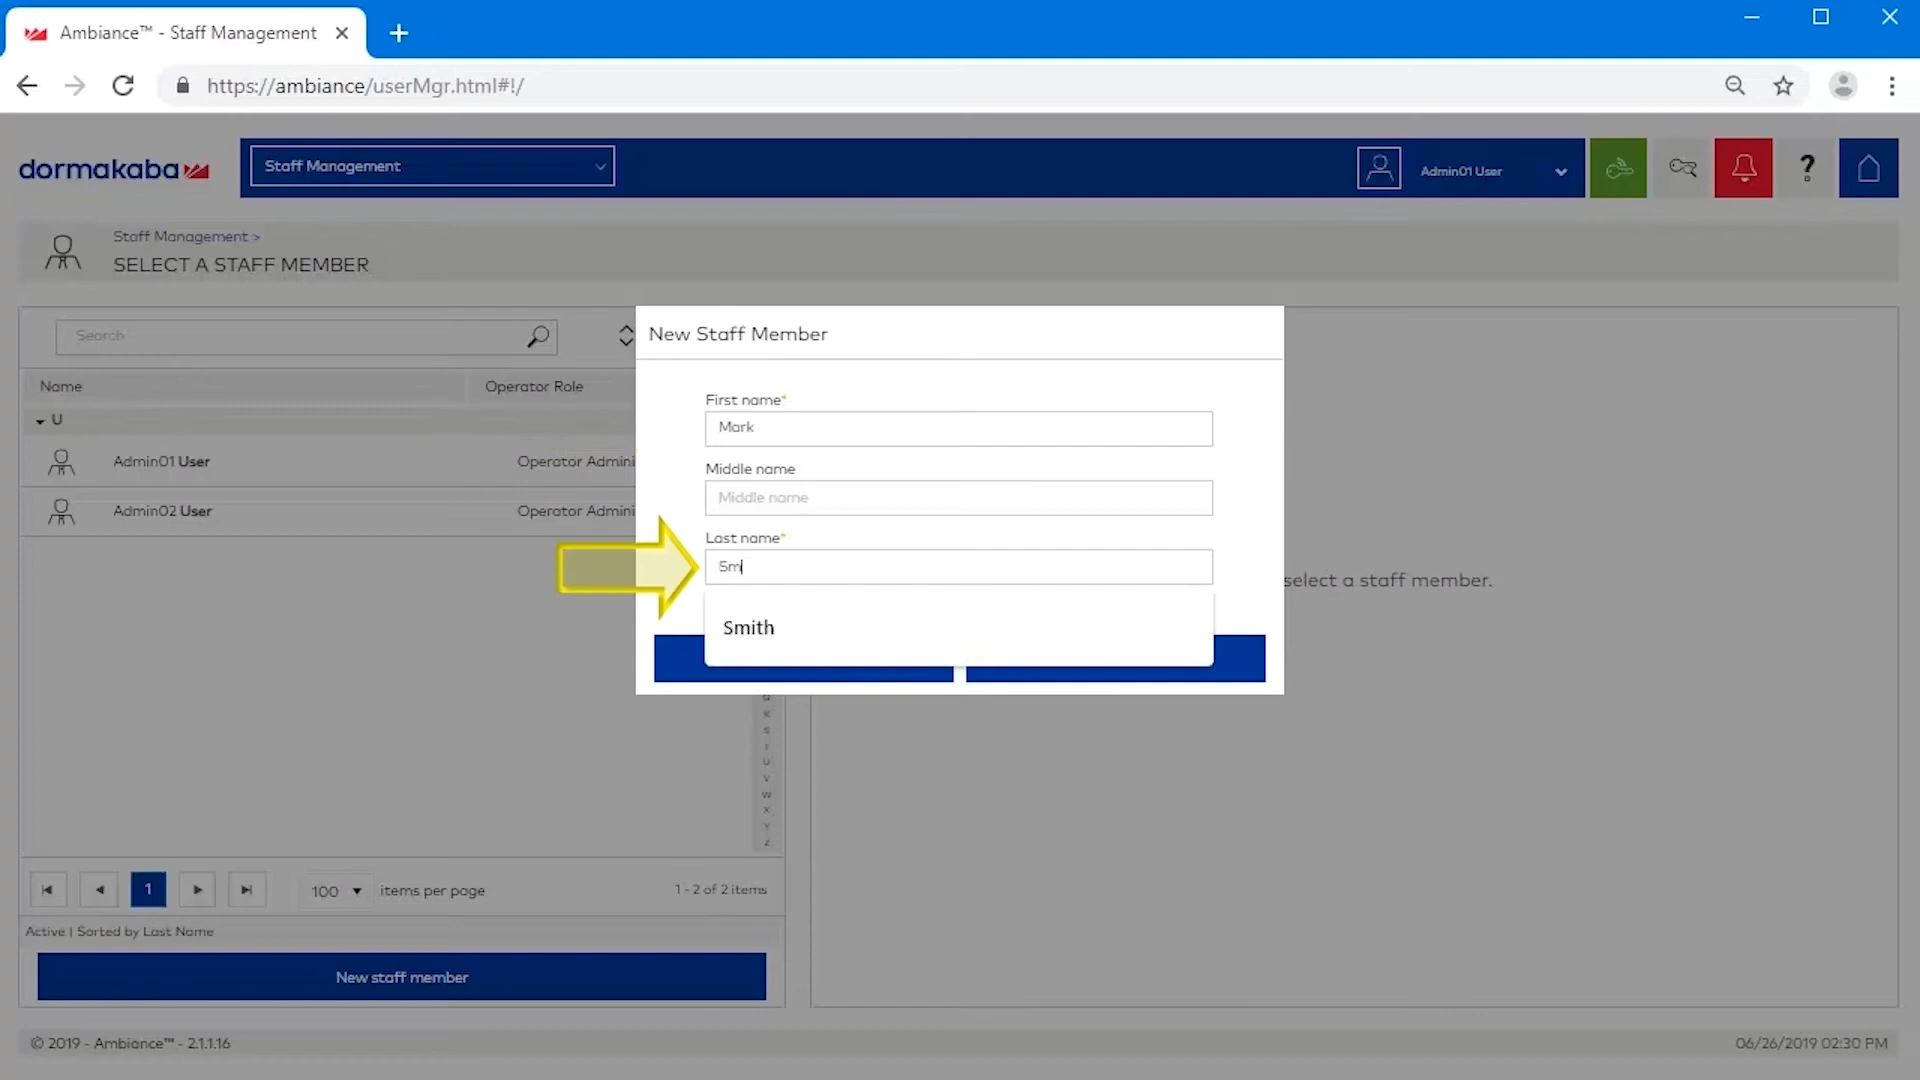 Ambiance™ - Staff Management
https://ambiance/userMgr.html#!/
dormakaba
Staff Management
Admin01 User
?
Staff Management >
SELECT A STAFF MEMBER
Search
Name
Operator Role
U
Admin01 User
Operator Admini
Admin02 User
Operator Admini
New Staff Member
First name*
Mark
Middle name
Middle name
Last name*
Sm
Smith
select a staff member.
U
V
W
X
Y
Z
1
100
items per page
1 - 2 of 2 items
Active | Sorted by Last Name
New staff member
© 2019 - Ambiance™ - 2.1.1.16
06/26/2019 02:30 PM